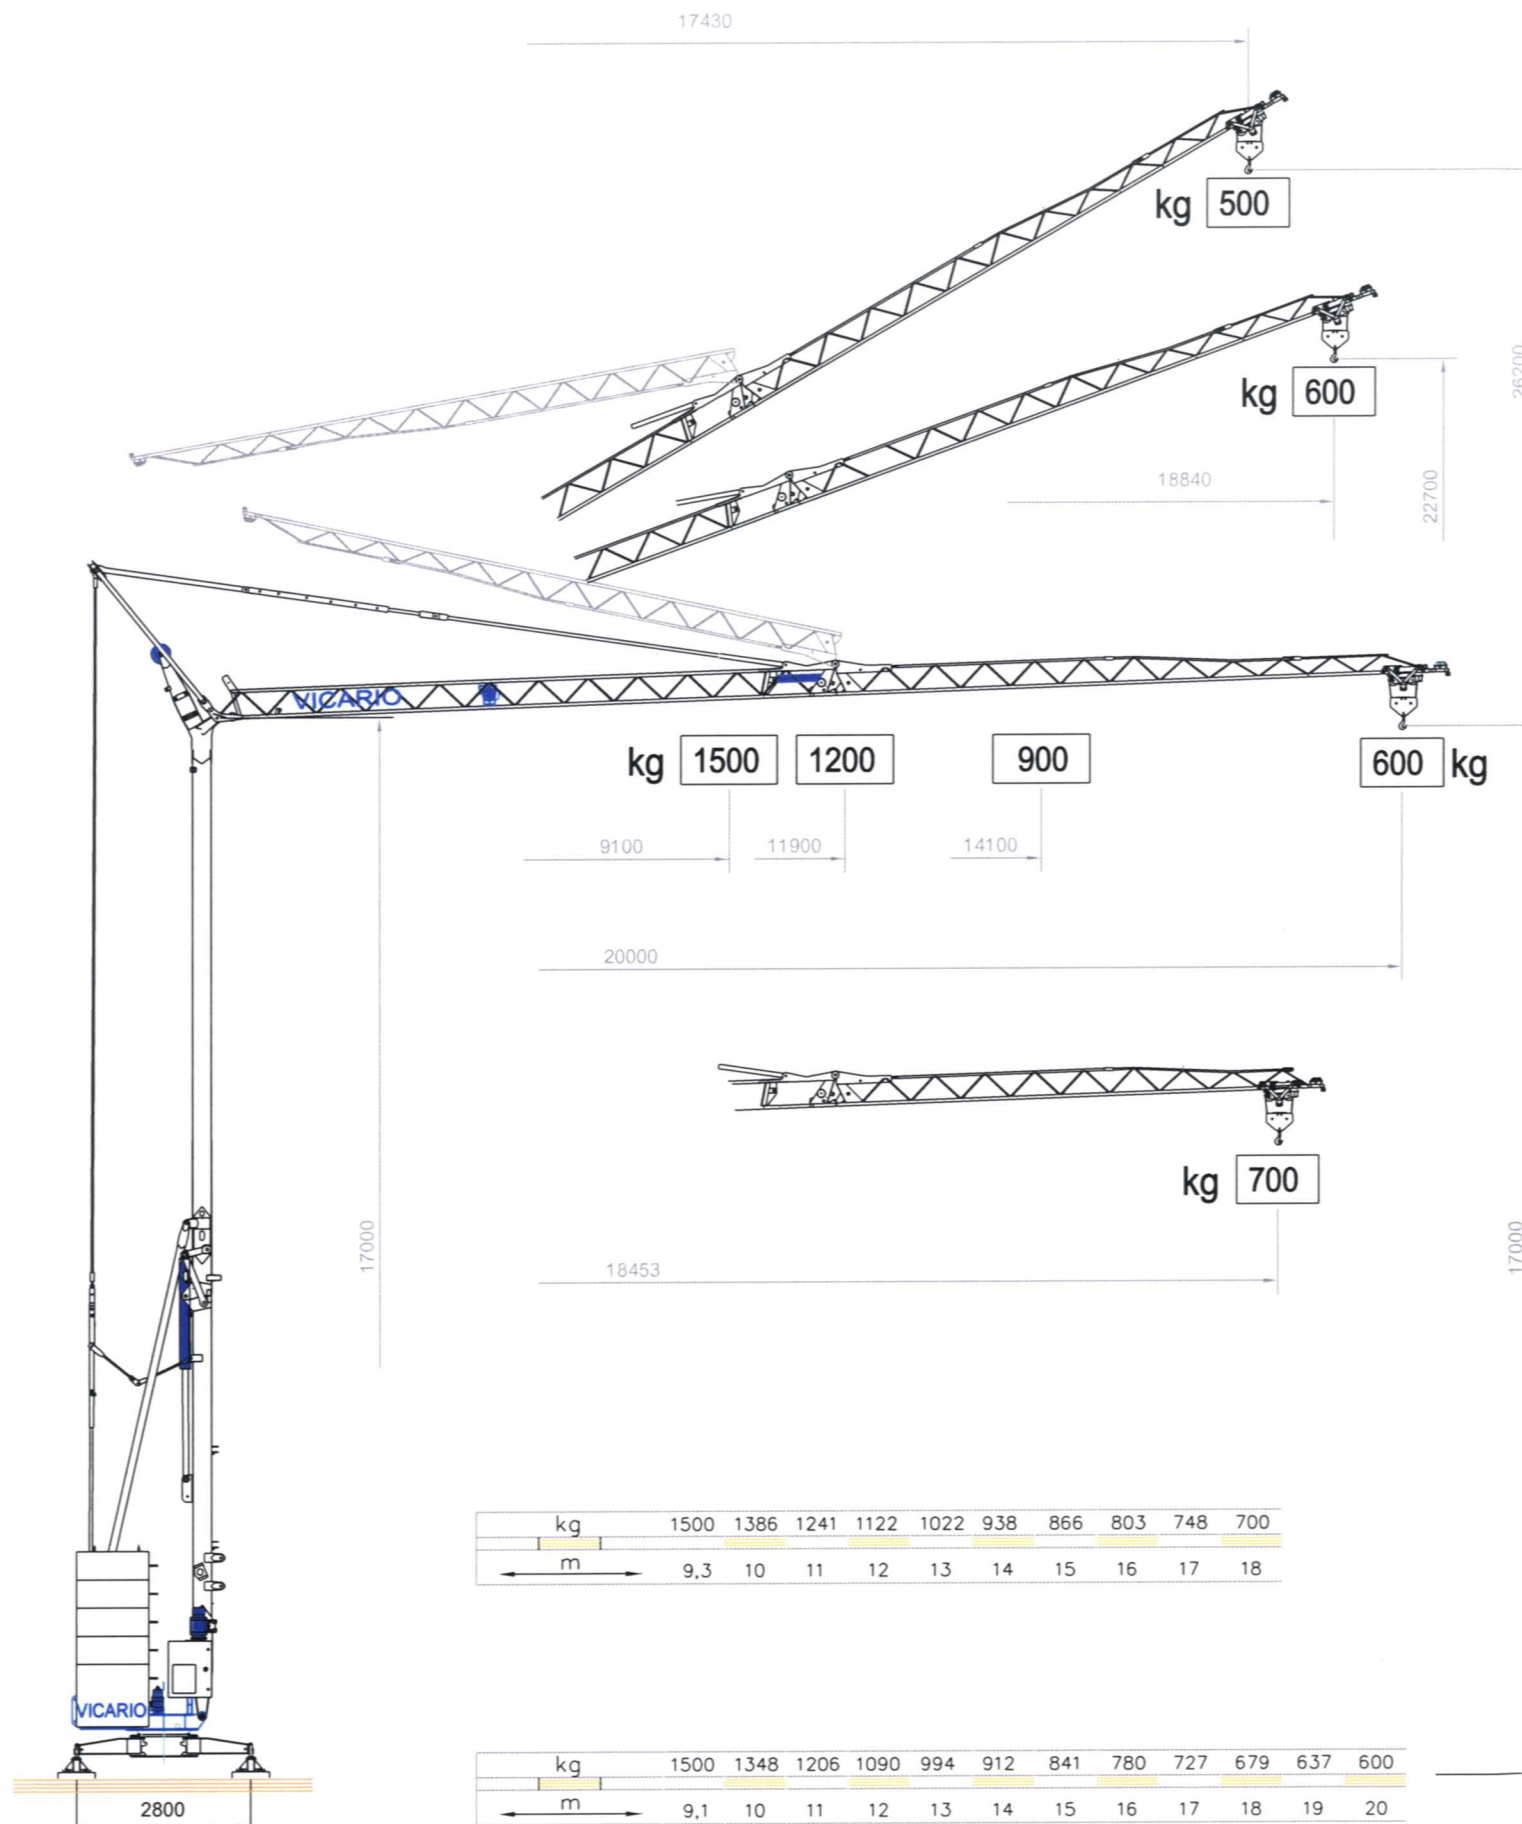 17430
kg 500
kg 600
26200
18840
22700
VICARIO
kg 1500 1200 900 600 kg
9100 11900 14100
20000
kg 700
17000
18453
17000
kg 1500 1386 1241 1122 1022 938 866 803 748 700
m 9,3 10 11 12 13 14 15 16 17 18
VICARIO
kg 1500 1348 1206 1090 994 912 841 780 727 679 637 600
m 9,1 10 11 12 13 14 15 16 17 18 19 20
2800